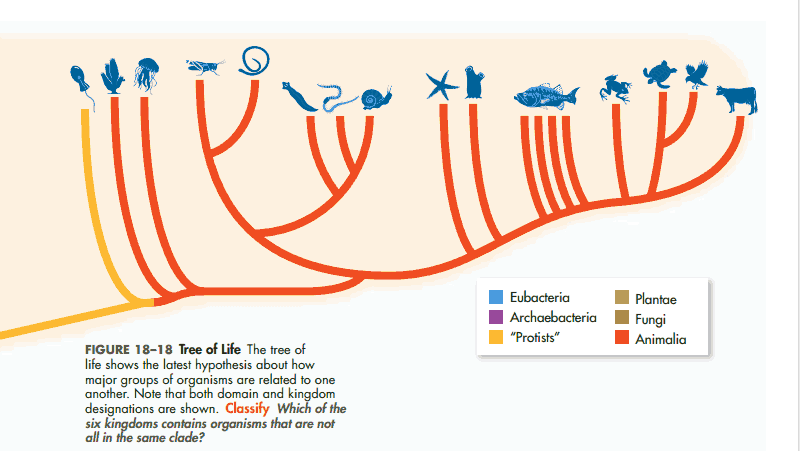 Eubacteria
Archaebacteria
“Protists”
Plantae
Fungi
Animalia
FIGURE 18–18 Tree of Life The tree of
life shows the latest hypothesis about how
major groups of organisms are related to one
another. Note that both domain and kingdom
designations are shown. Classify Which of the
six kingdoms contains organisms that are not
all in the same clade?